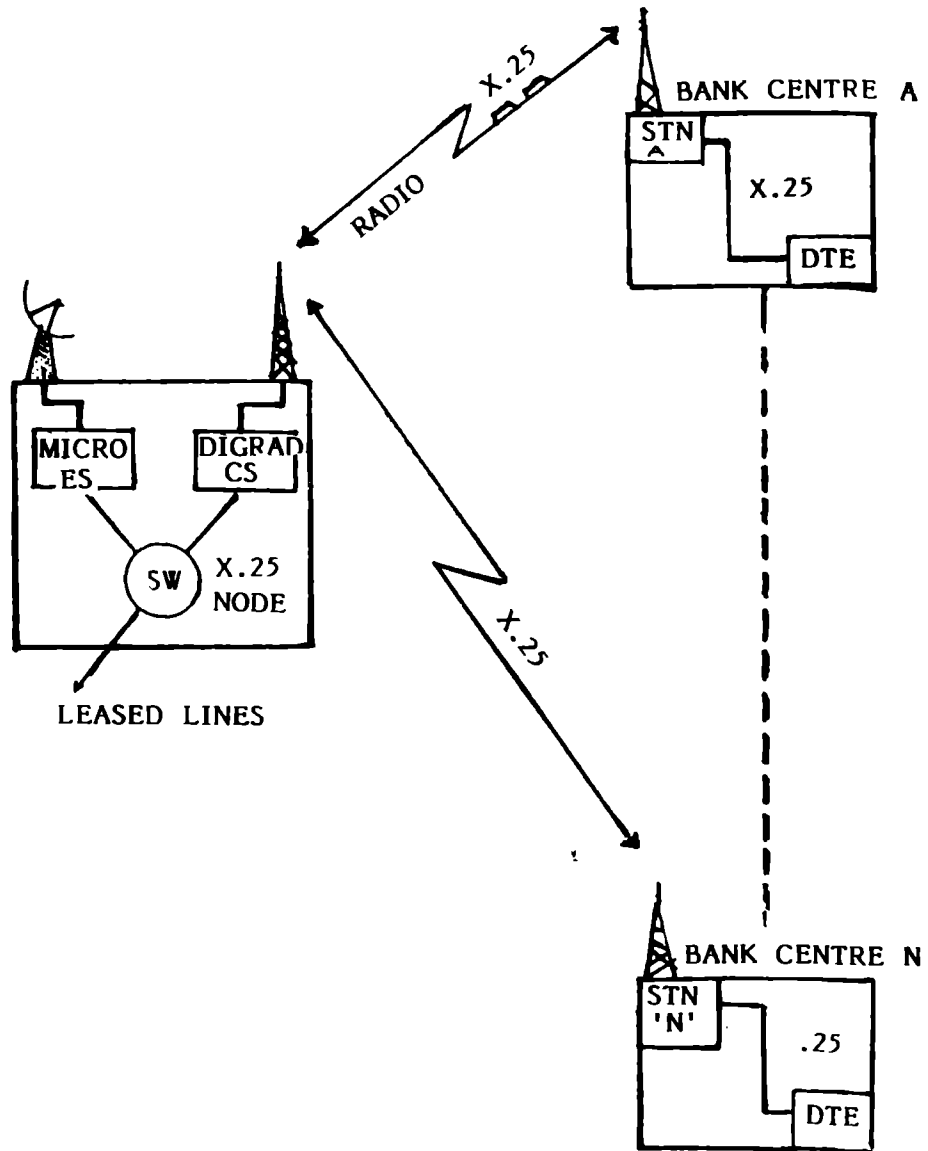 X.25
RADIO
BANK CENTRE A
STN
A
X.25
DTE
MICRO
ES
DIGRAD
CS
SW
X.25
NODE
LEASED LINES
X.25
BANK CENTRE N
STN
'N'
.25
DTE